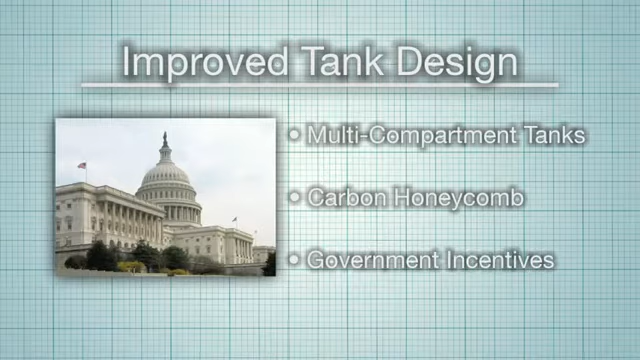 Improved Tank Design
• Multi-Compartment Tanks
• Carbon Honeycomb
• Government Incentives